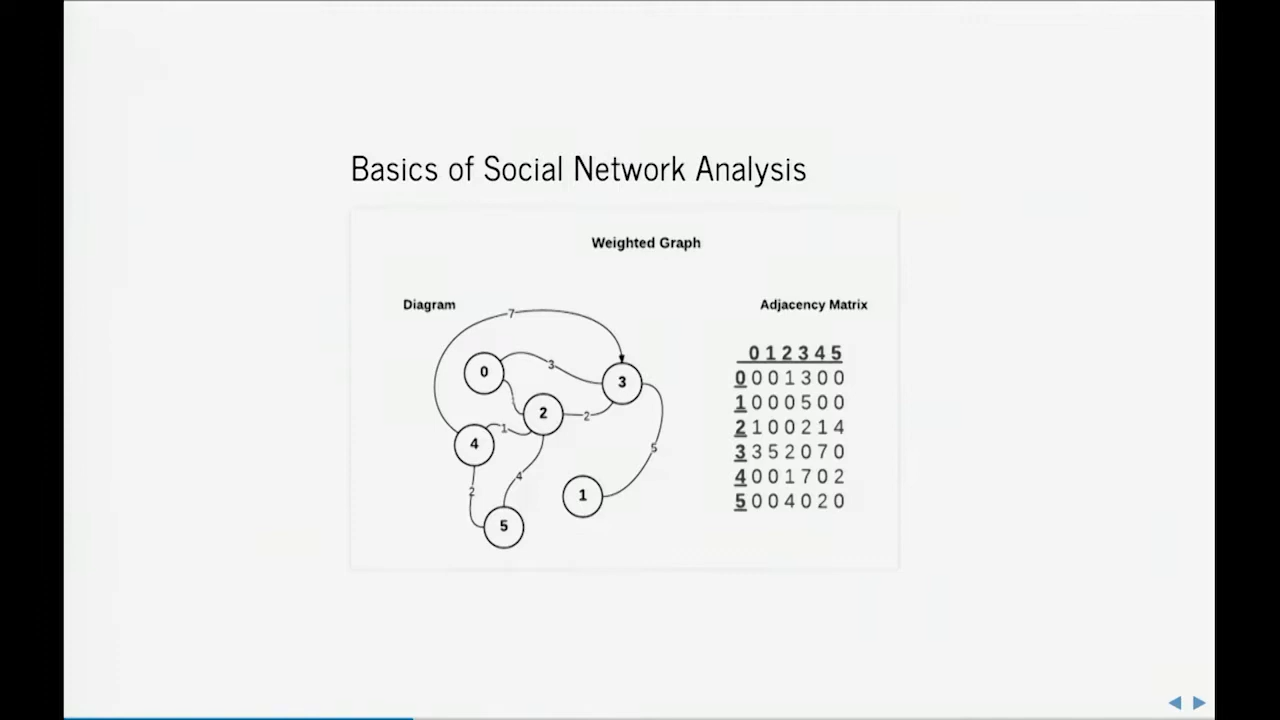 Basics of Social Network Analysis
Weighted Graph
Diagram
Adjacency Matrix
7
0
3
3
2
2
4
1
5
4
2
1
5
0 1 2 3 4 5
0 0 0 1 3 0 0
1 0 0 0 5 0 0
2 1 0 0 2 1 4
3 3 5 2 0 7 0
4 0 0 1 7 0 2
5 0 0 4 0 2 0